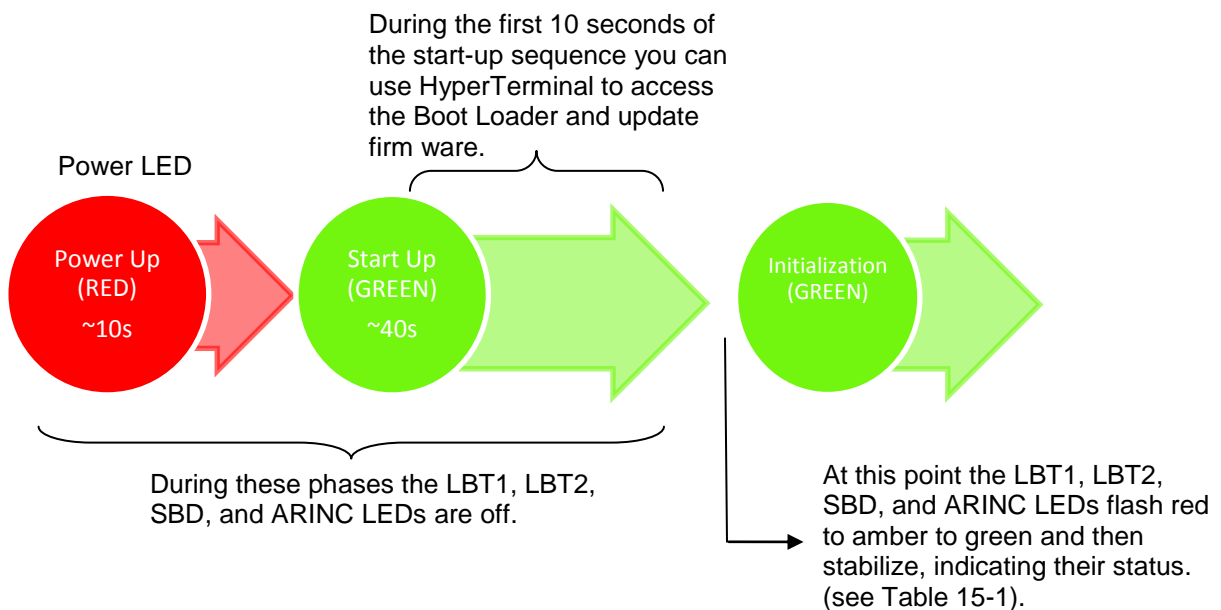 During the first 10 seconds of
the start-up sequence you can
use HyperTerminal to access
the Boot Loader and update
firm ware.
Power LED
Power Up
(RED)
~10s
Start Up
(GREEN)
~40s
Initialization
(GREEN)
During these phases the LBT1, LBT2,
SBD, and ARINC LEDs are off.
At this point the LBT1, LBT2,
SBD, and ARINC LEDs flash red
to amber to green and then
stabilize, indicating their status.
(see Table 15-1).